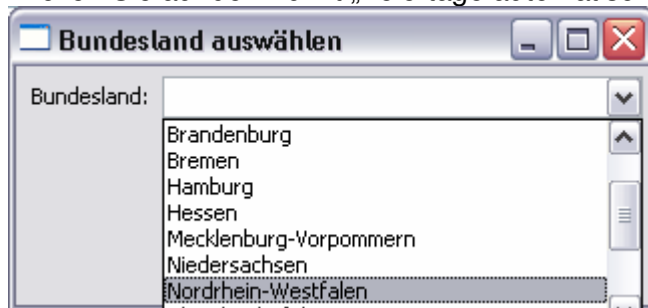 Bundesland auswählen
Bundesland:
Brandenburg
Bremen
Hamburg
Hessen
Mecklenburg-Vorpommern
Niedersachsen
Nordrhein-Westfalen